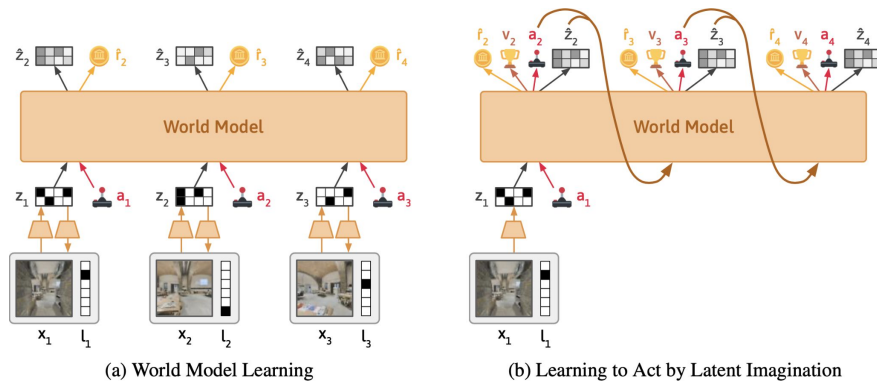 ẑ₂ r̂₂ ẑ₃ r̂₃ ẑ₄ r̂₄
World Model
z₁ a₁ z₂ a₂ z₃ a₃
x₁ l₁ x₂ l₂ x₃ l₃
(a) World Model Learning
r̂₂ v₂ a₂ ẑ₂ r̂₃ v₃ a₃ ẑ₃ r̂₄ v₄ a₄ ẑ₄
World Model
z₁ a₁
x₁ l₁
(b) Learning to Act by Latent Imagination